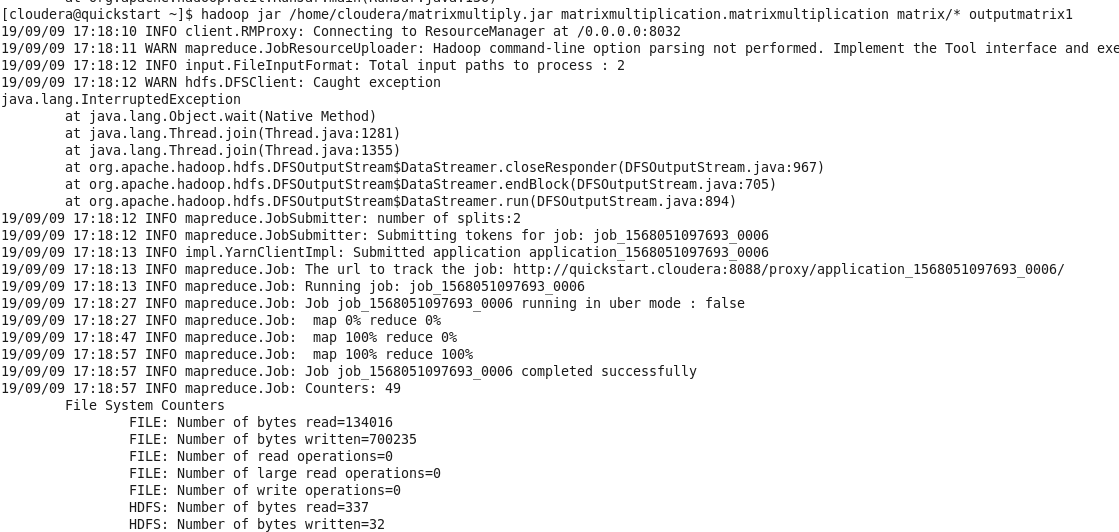 [cloudera@quickstart ~]$ hadoop jar /home/cloudera/matrixmultiply.jar matrixmultiplication.matrixmultiplication matrix/* outputmatrix1
19/09/09 17:18:10 INFO client.RMProxy: Connecting to ResourceManager at /0.0.0.0:8032
19/09/09 17:18:11 WARN mapreduce.JobResourceUploader: Hadoop command-line option parsing not performed. Implement the Tool interface and exe
19/09/09 17:18:12 INFO input.FileInputFormat: Total input paths to process : 2
19/09/09 17:18:12 WARN hdfs.DFSClient: Caught exception
java.lang.InterruptedException
        at java.lang.Object.wait(Native Method)
        at java.lang.Thread.join(Thread.java:1281)
        at java.lang.Thread.join(Thread.java:1355)
        at org.apache.hadoop.hdfs.DFSOutputStream$DataStreamer.closeResponder(DFSOutputStream.java:967)
        at org.apache.hadoop.hdfs.DFSOutputStream$DataStreamer.endBlock(DFSOutputStream.java:705)
        at org.apache.hadoop.hdfs.DFSOutputStream$DataStreamer.run(DFSOutputStream.java:894)
19/09/09 17:18:12 INFO mapreduce.JobSubmitter: number of splits:2
19/09/09 17:18:12 INFO mapreduce.JobSubmitter: Submitting tokens for job: job_1568051097693_0006
19/09/09 17:18:13 INFO impl.YarnClientImpl: Submitted application application_1568051097693_0006
19/09/09 17:18:13 INFO mapreduce.Job: The url to track the job: http://quickstart.cloudera:8088/proxy/application_1568051097693_0006/
19/09/09 17:18:13 INFO mapreduce.Job: Running job: job_1568051097693_0006
19/09/09 17:18:27 INFO mapreduce.Job: Job job_1568051097693_0006 running in uber mode : false
19/09/09 17:18:27 INFO mapreduce.Job:  map 0% reduce 0%
19/09/09 17:18:47 INFO mapreduce.Job:  map 100% reduce 0%
19/09/09 17:18:57 INFO mapreduce.Job:  map 100% reduce 100%
19/09/09 17:18:57 INFO mapreduce.Job: Job job_1568051097693_0006 completed successfully
19/09/09 17:18:57 INFO mapreduce.Job: Counters: 49
        File System Counters
                FILE: Number of bytes read=134016
                FILE: Number of bytes written=700235
                FILE: Number of read operations=0
                FILE: Number of large read operations=0
                FILE: Number of write operations=0
                HDFS: Number of bytes read=337
                HDFS: Number of bytes written=32